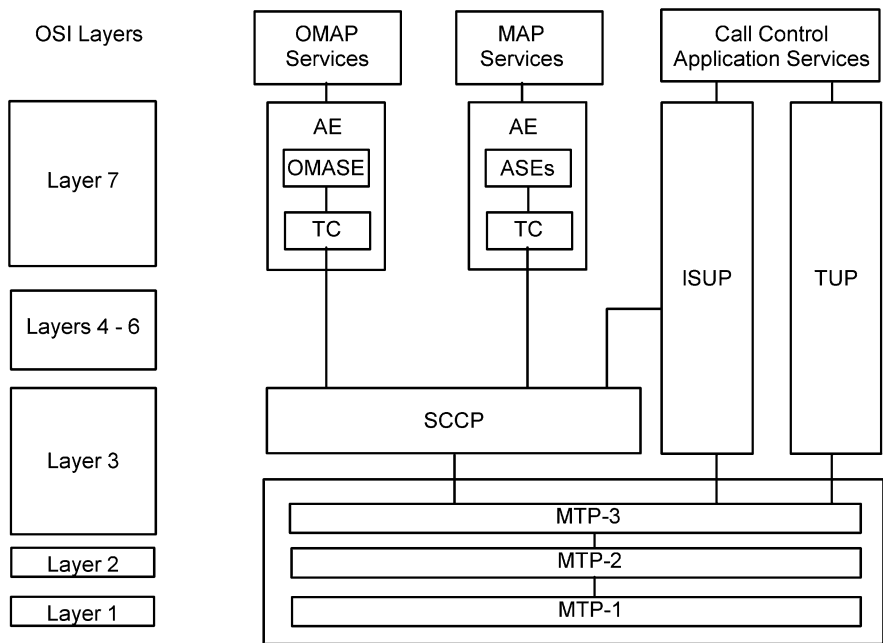 OSI Layers
OMAP
Services
MAP
Services
Call Control
Application Services
Layer 7
AE
OMASE
TC
AE
ASEs
TC
ISUP
TUP
Layers 4 - 6
Layer 3
SCCP
MTP-3
Layer 2
MTP-2
Layer 1
MTP-1